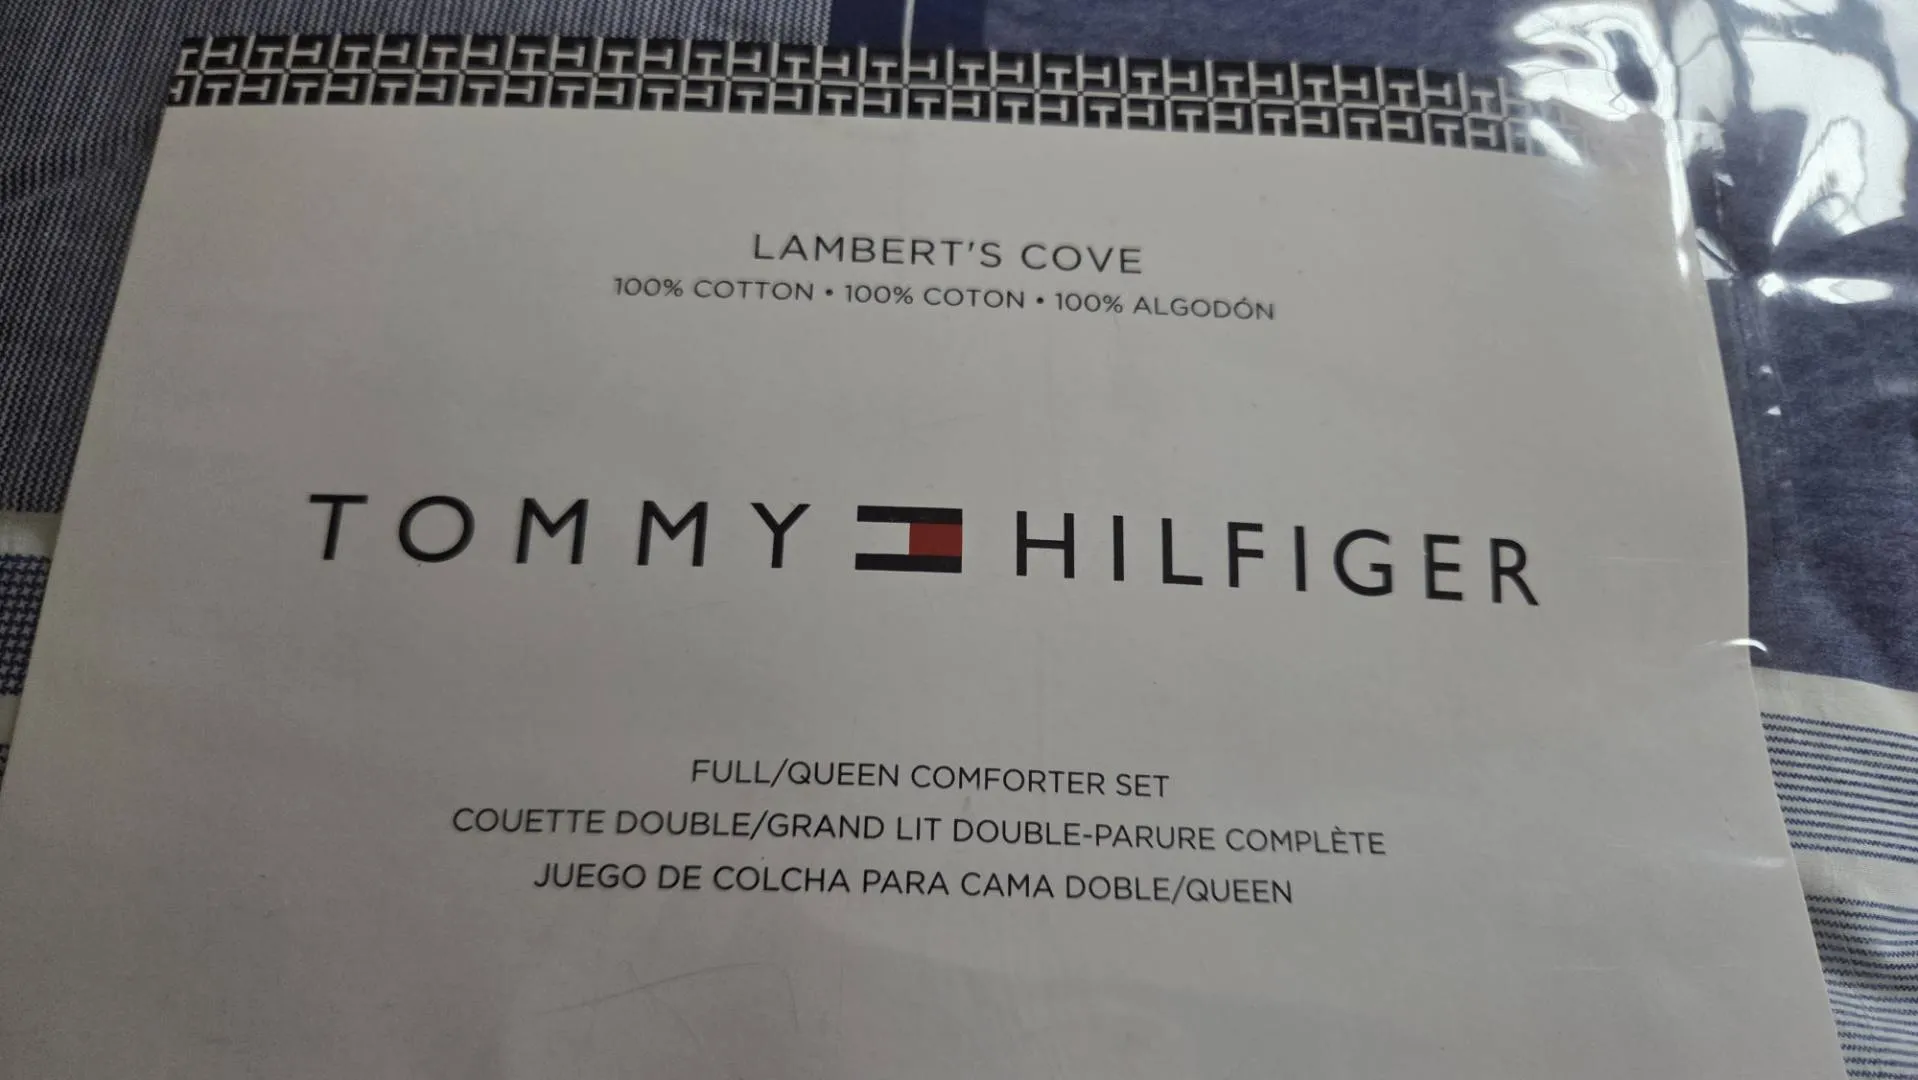 LAMBERT'S COVE
100% COTTON • 100% COTON • 100% ALGODÓN
TOMMY HILFIGER
FULL/QUEEN COMFORTER SET
COUETTE DOUBLE/GRAND LIT DOUBLE-PARURE COMPLÈTE
JUEGO DE COLCHA PARA CAMA DOBLE/QUEEN